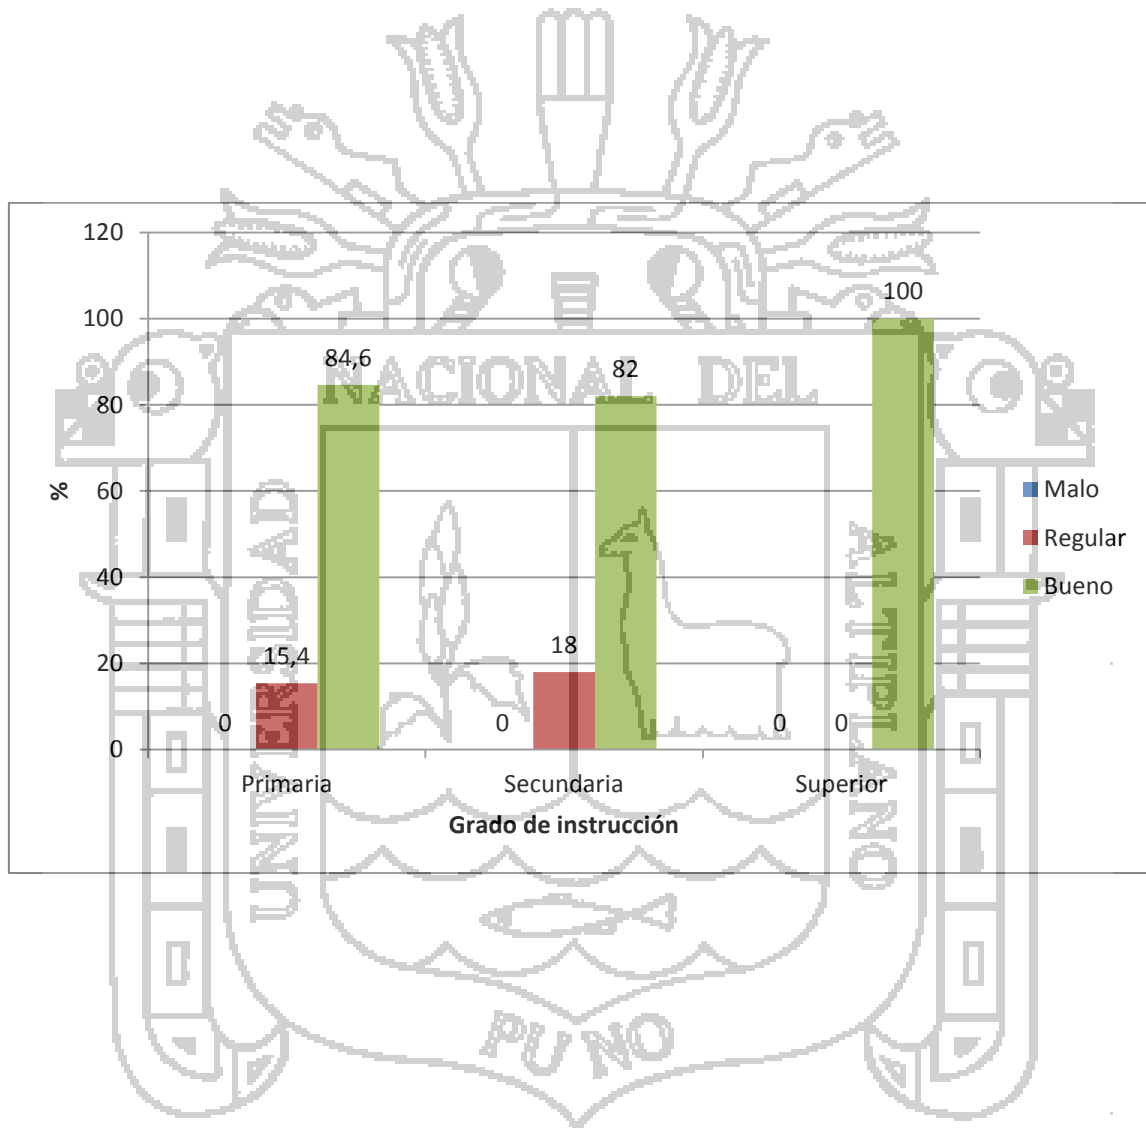 120
100
80
60
40
20
0
%
0
15,4
84,6
0
18
82
0
0
100
Primaria
Secundaria
Superior
Grado de instrucción
Malo
Regular
Bueno
UNIVERSIDAD
NACIONAL DEL
ALTIPLANO
PUNO